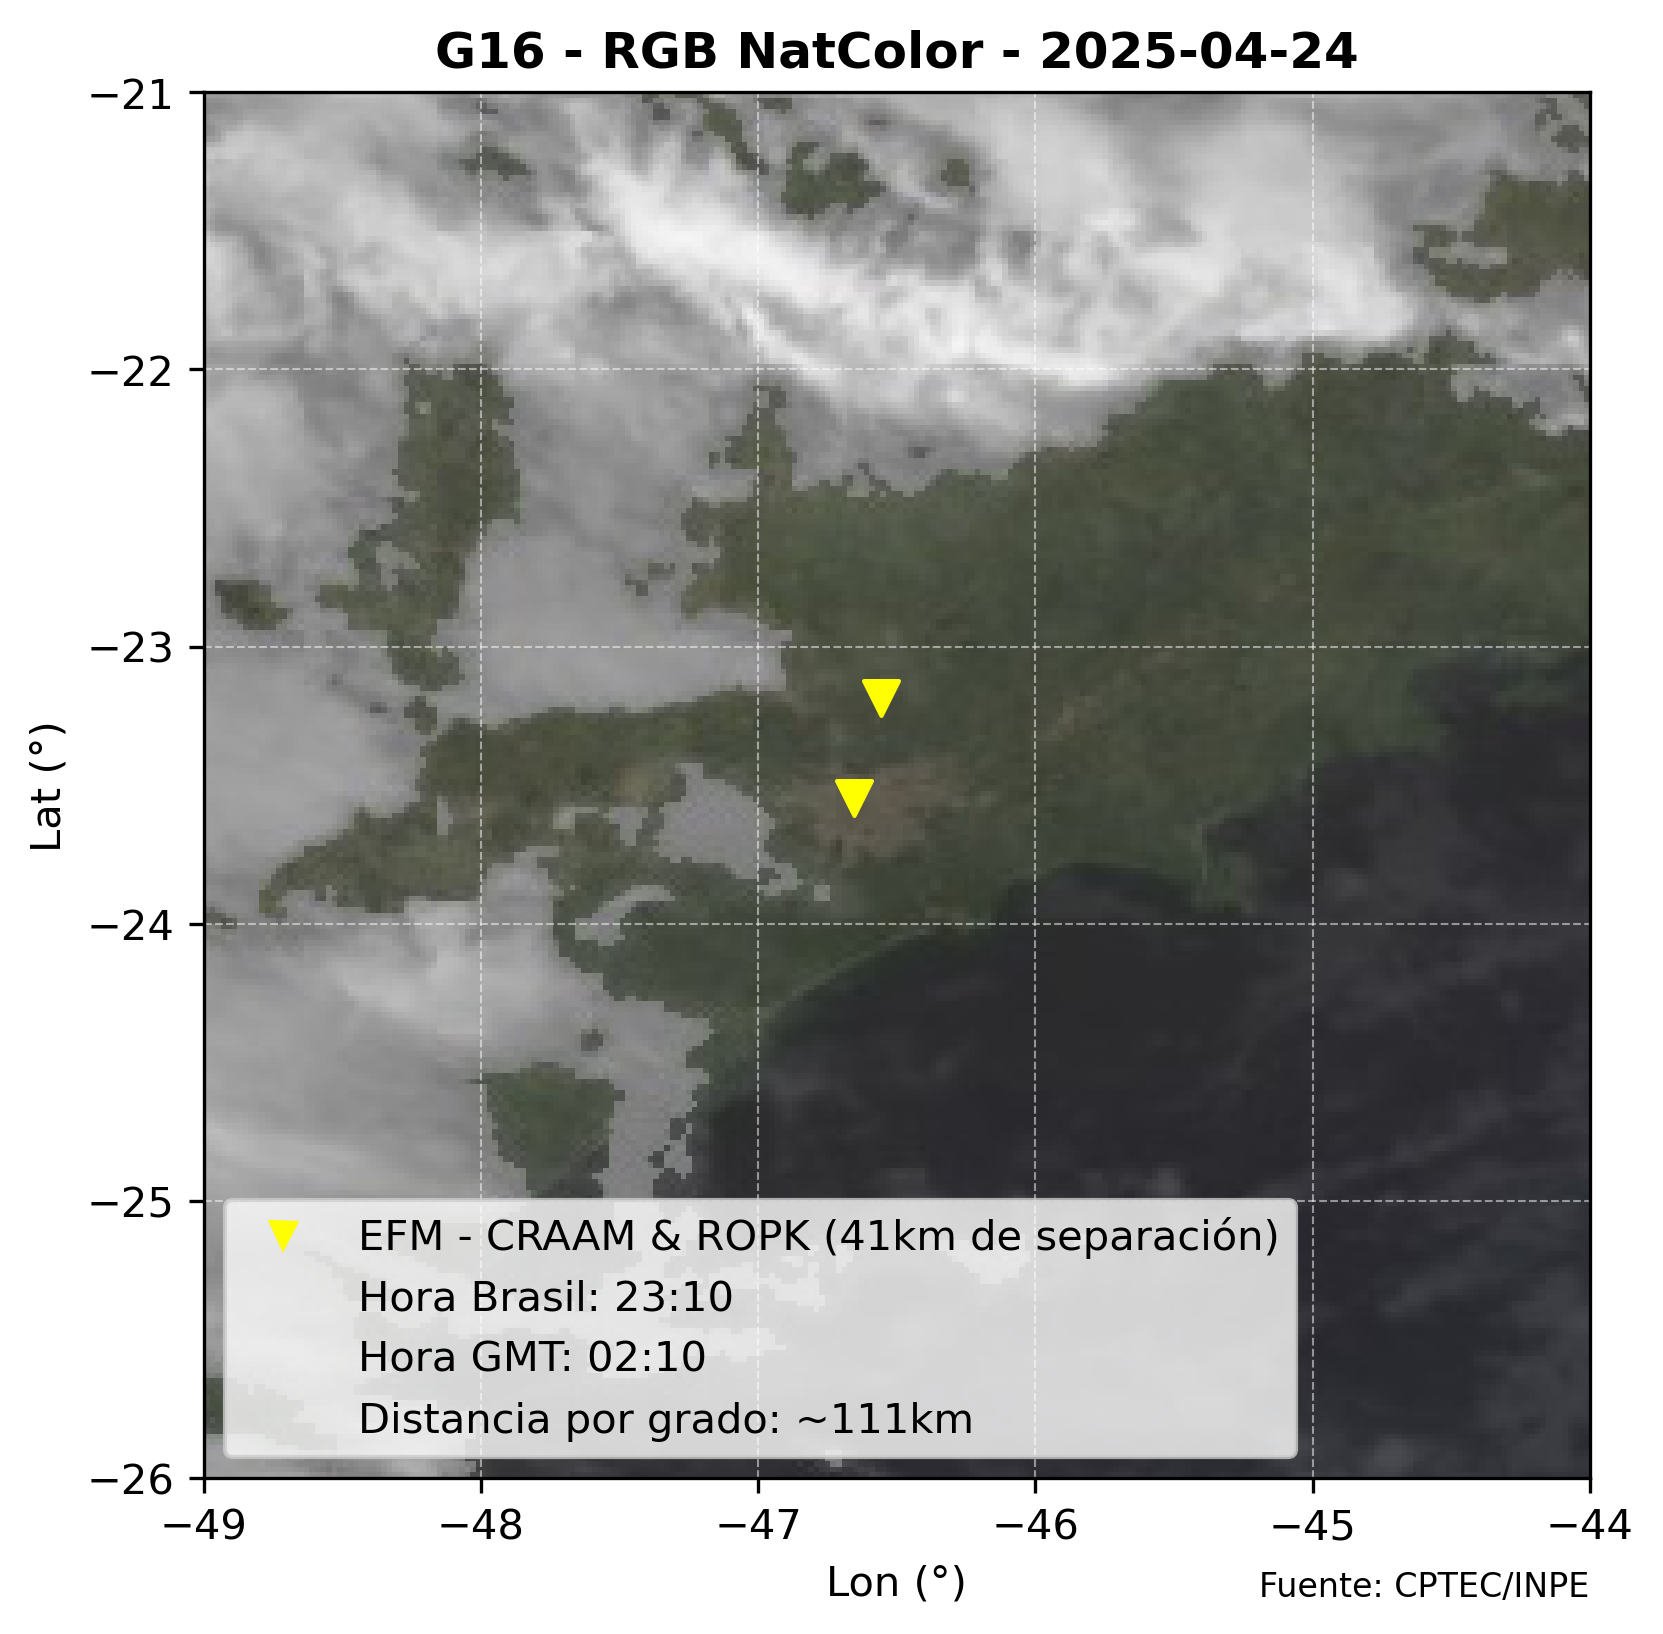 G16 - RGB NatColor - 2025-04-24
−21
−22
−23
−24
−25
−26
Lat (°)
EFM - CRAAM & ROPK (41km de separación)
Hora Brasil: 23:10
Hora GMT: 02:10
Distancia por grado: ~111km
−49 −48 −47 −46 −45 −44
Lon (°)
Fuente: CPTEC/INPE